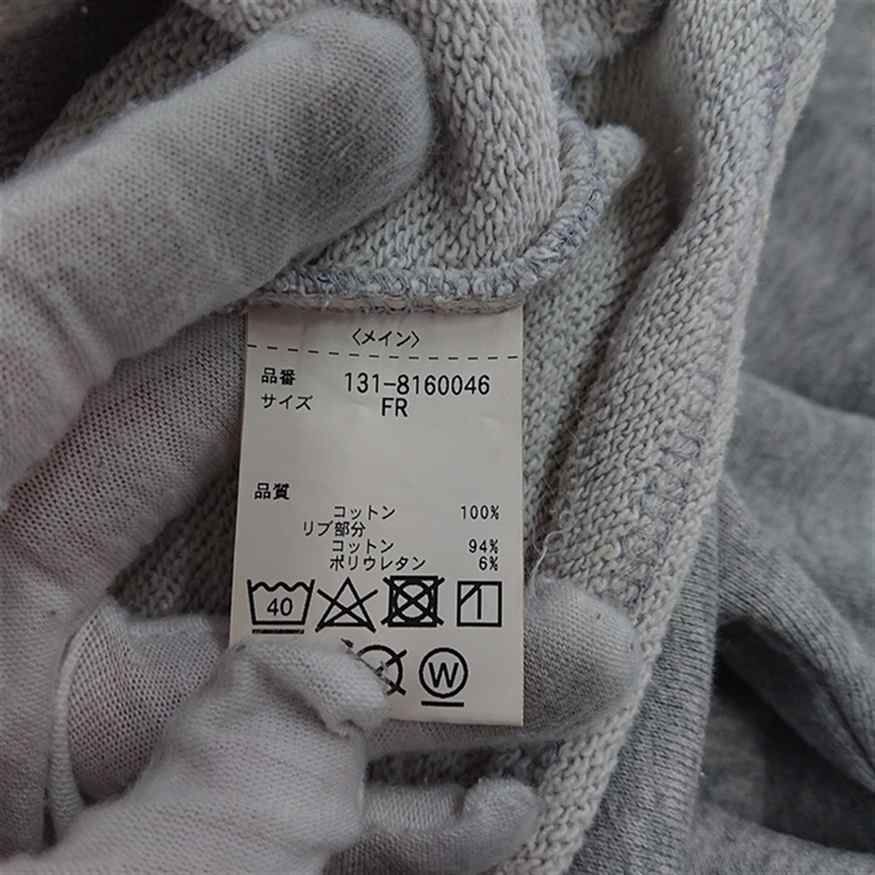 〈メイン〉
品番 131-8160046
サイズ FR
品質
コットン 100%
リブ部分
コットン 94%
ポリウレタン 6%
40
W